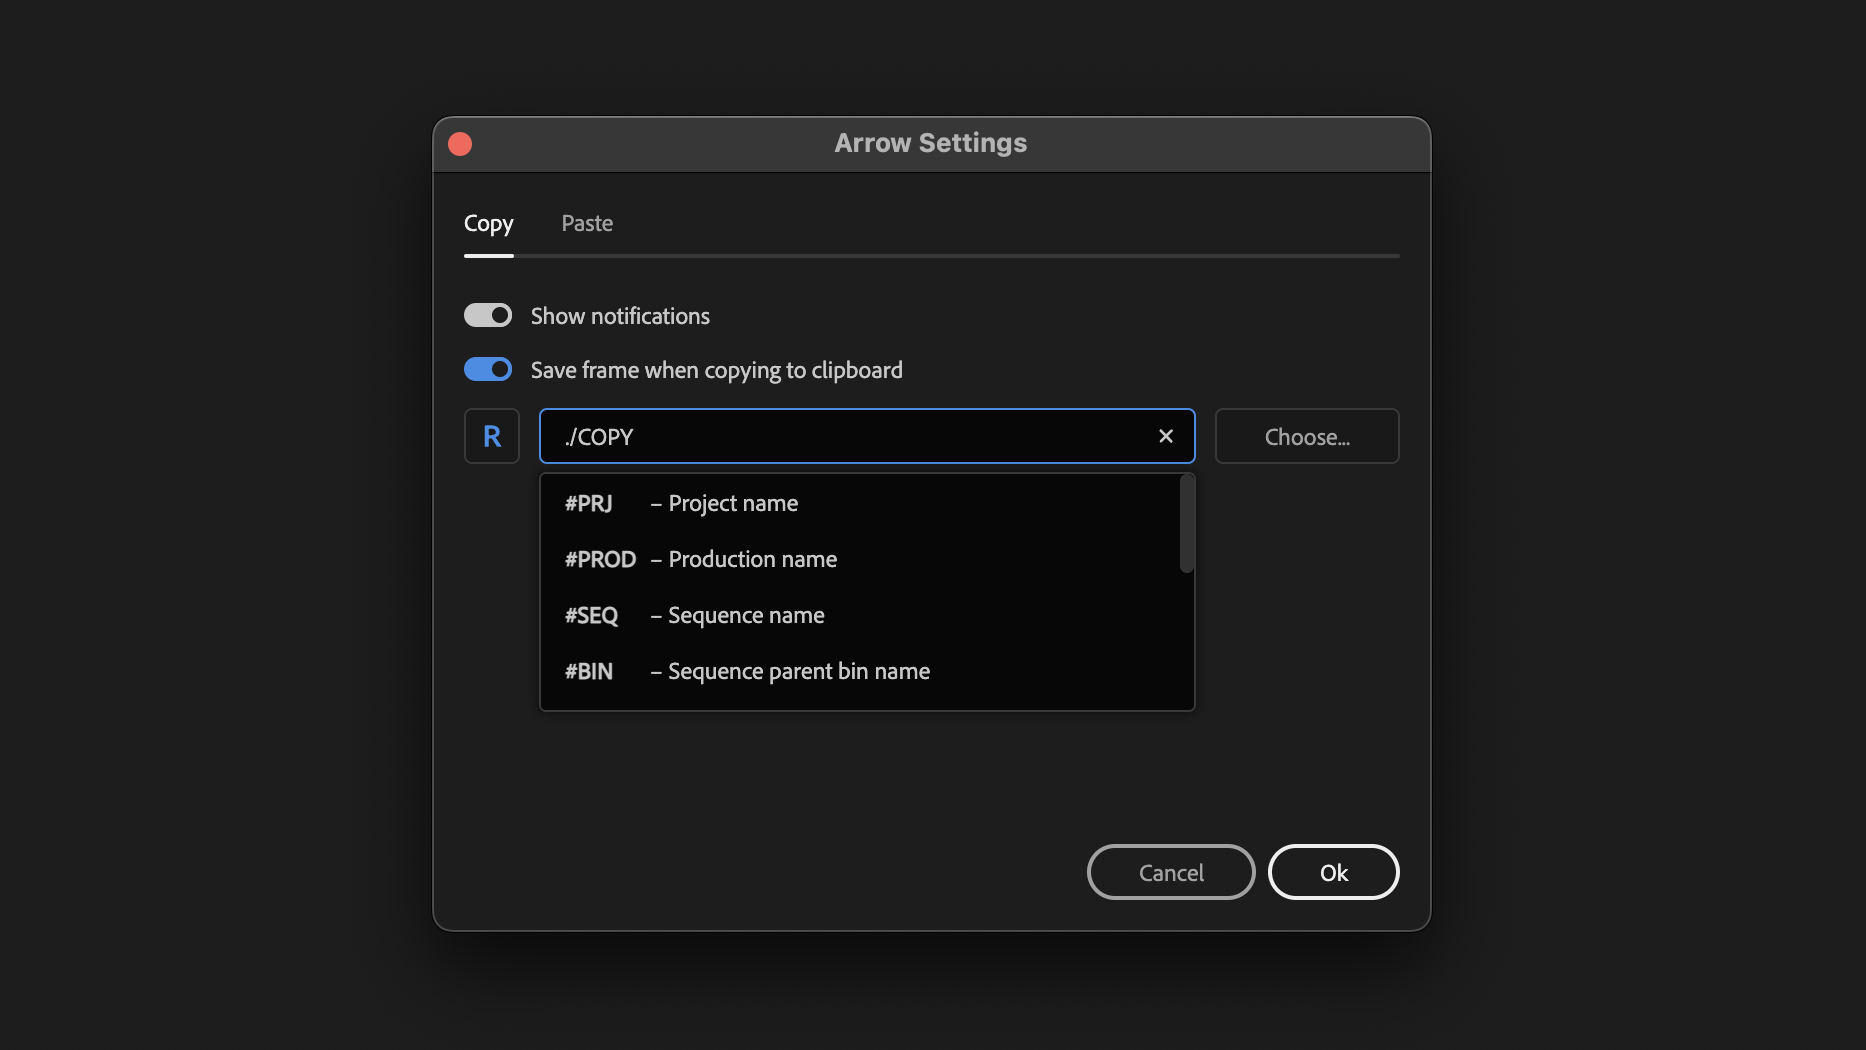 Arrow Settings
Copy Paste
Show notifications
Save frame when copying to clipboard
R ./COPY Choose...
#PRJ – Project name
#PROD – Production name
#SEQ – Sequence name
#BIN – Sequence parent bin name
Cancel Ok